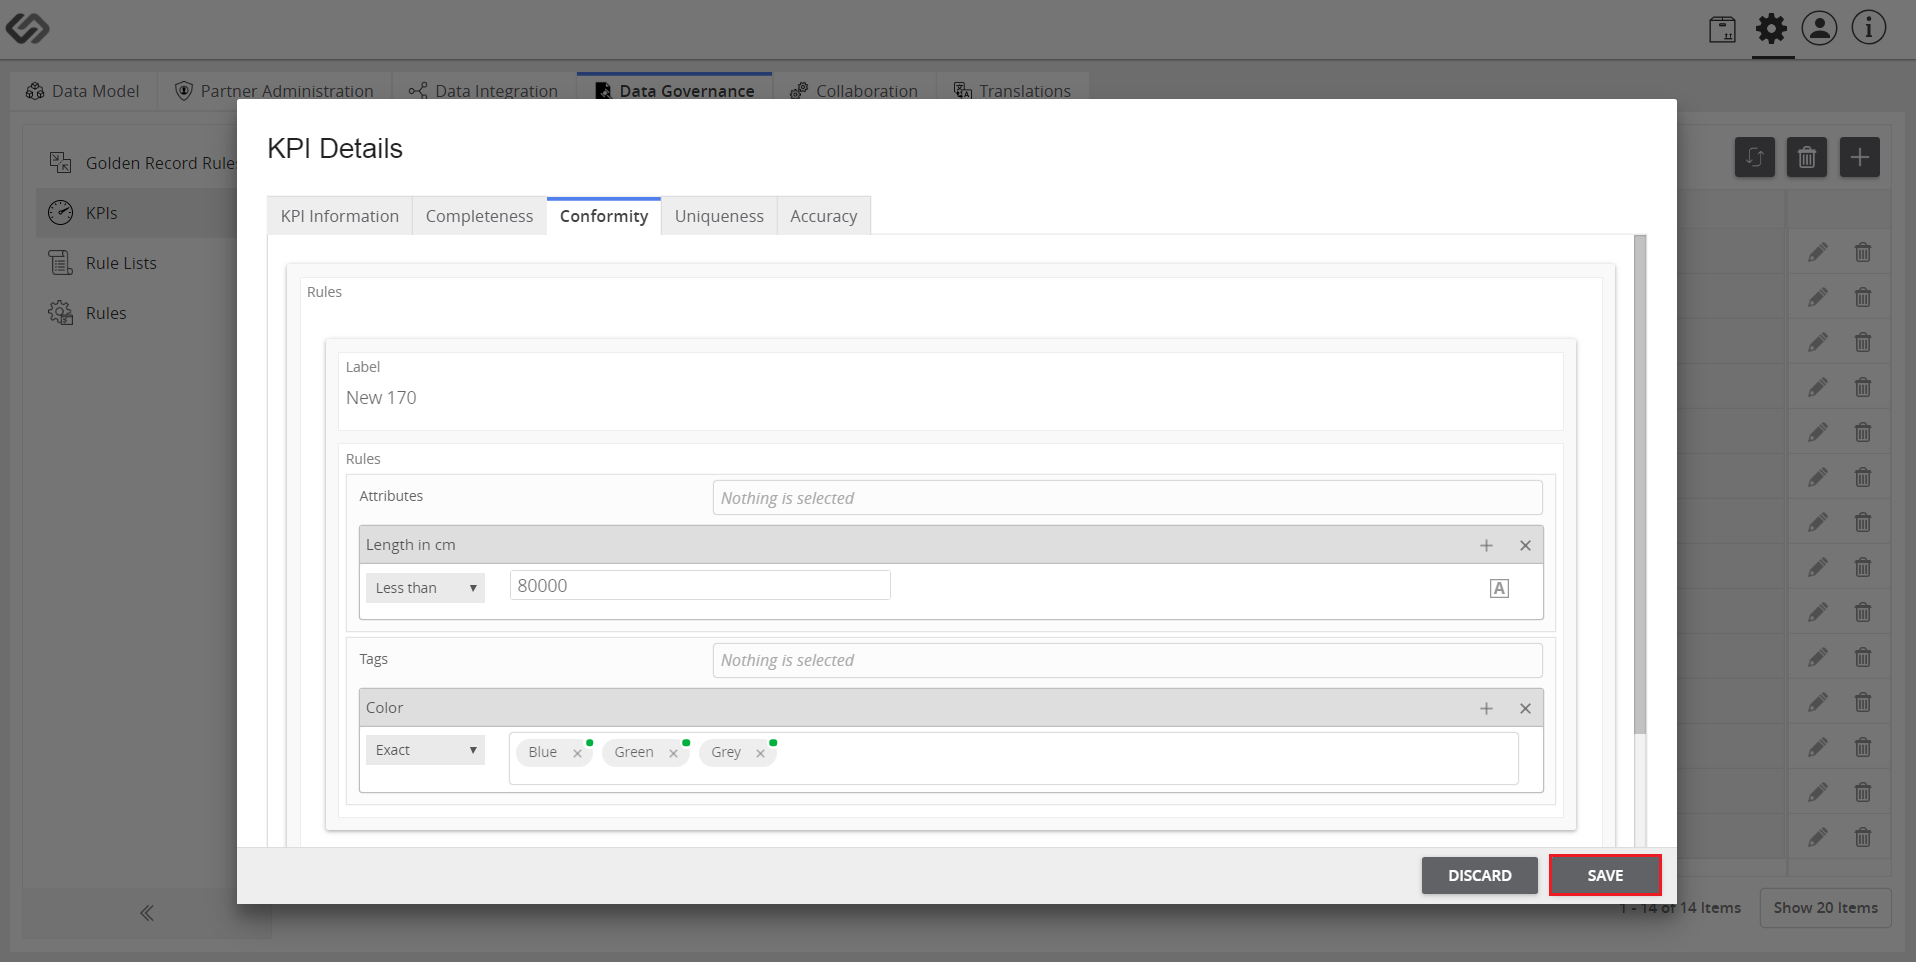 Data Model
Partner Administration
Data Integration
Data Governance
Collaboration
Translations
Golden Record Rules
KPIs
Rule Lists
Rules
KPI Details
KPI Information
Completeness
Conformity
Uniqueness
Accuracy
Rules
Label
New 170
Rules
Attributes
Nothing is selected
Length in cm
Less than
80000
A
Tags
Nothing is selected
Color
Exact
Blue
Green
Grey
DISCARD
SAVE
1 - 14 of 14 Items
Show 20 Items